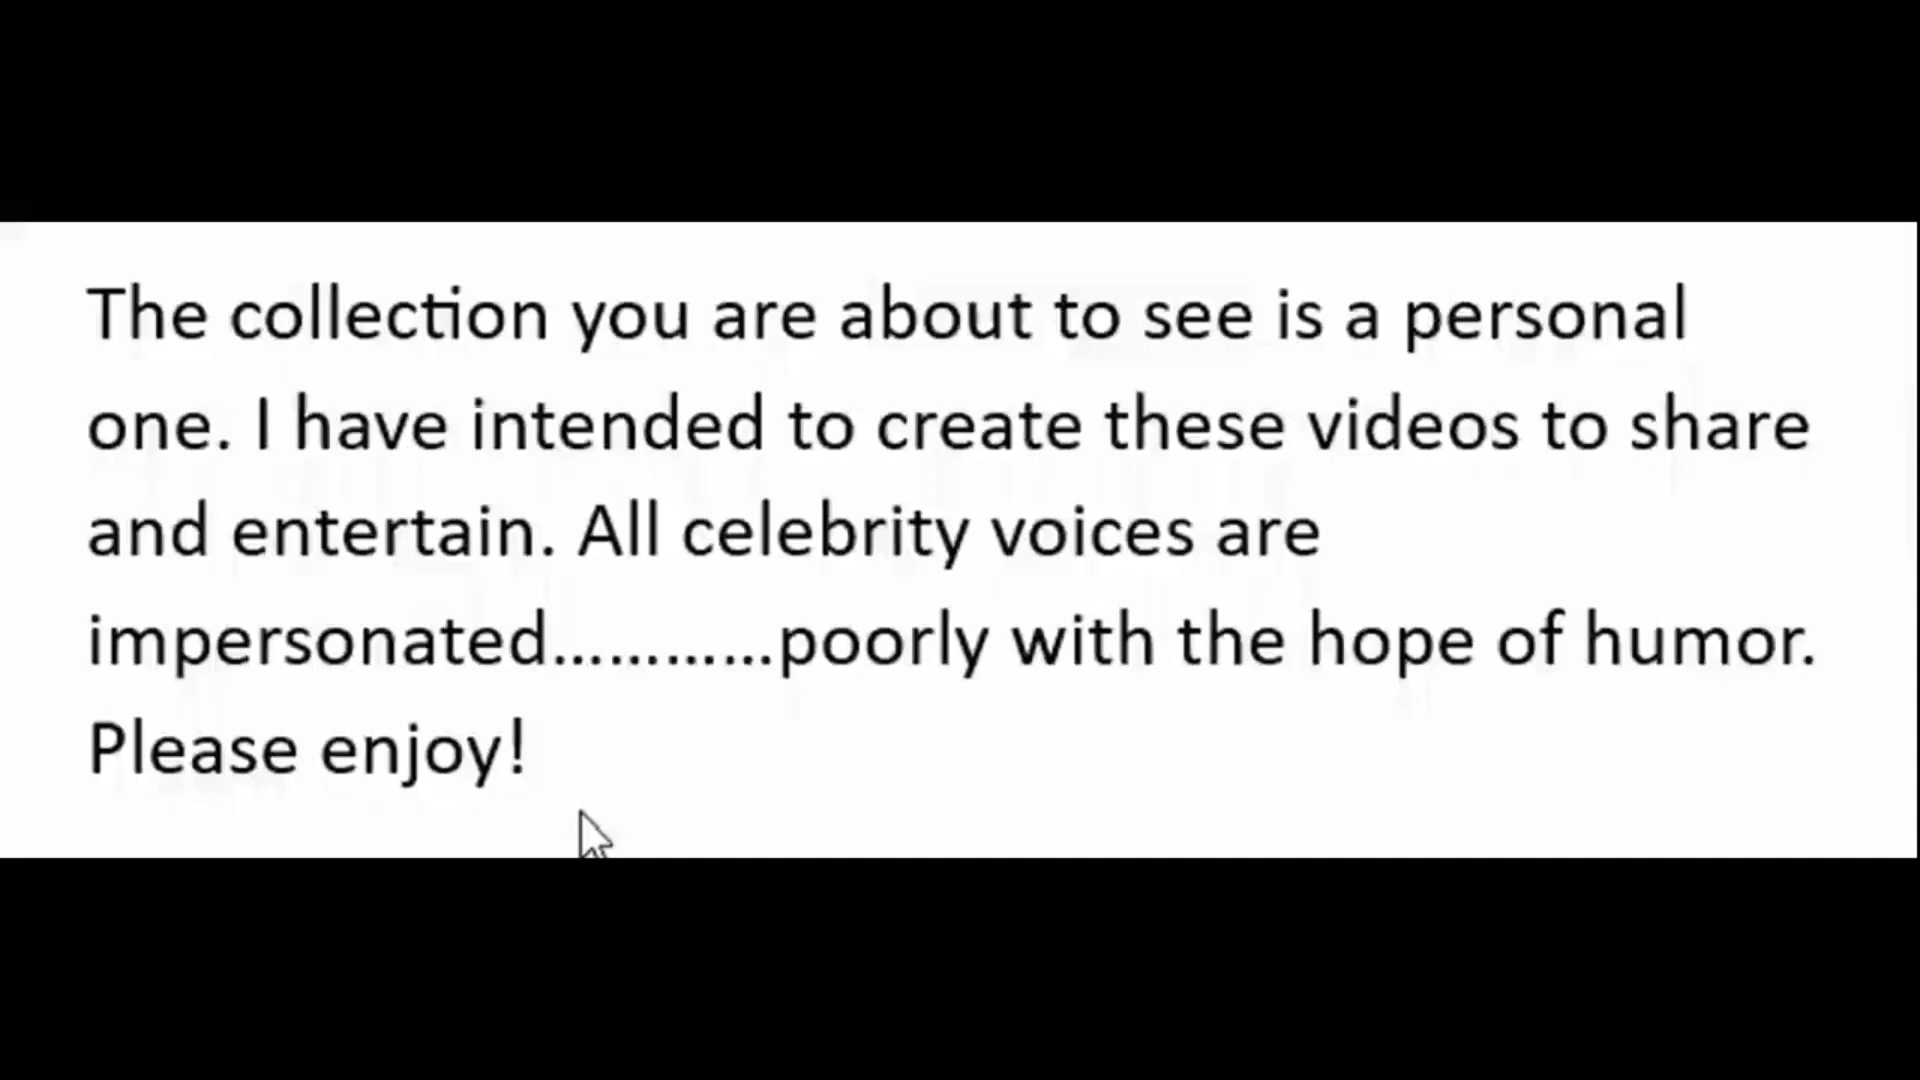 The collection you are about to see is a personal
one. I have intended to create these videos to share
and entertain. All celebrity voices are
impersonated............poorly with the hope of humor.
Please enjoy!